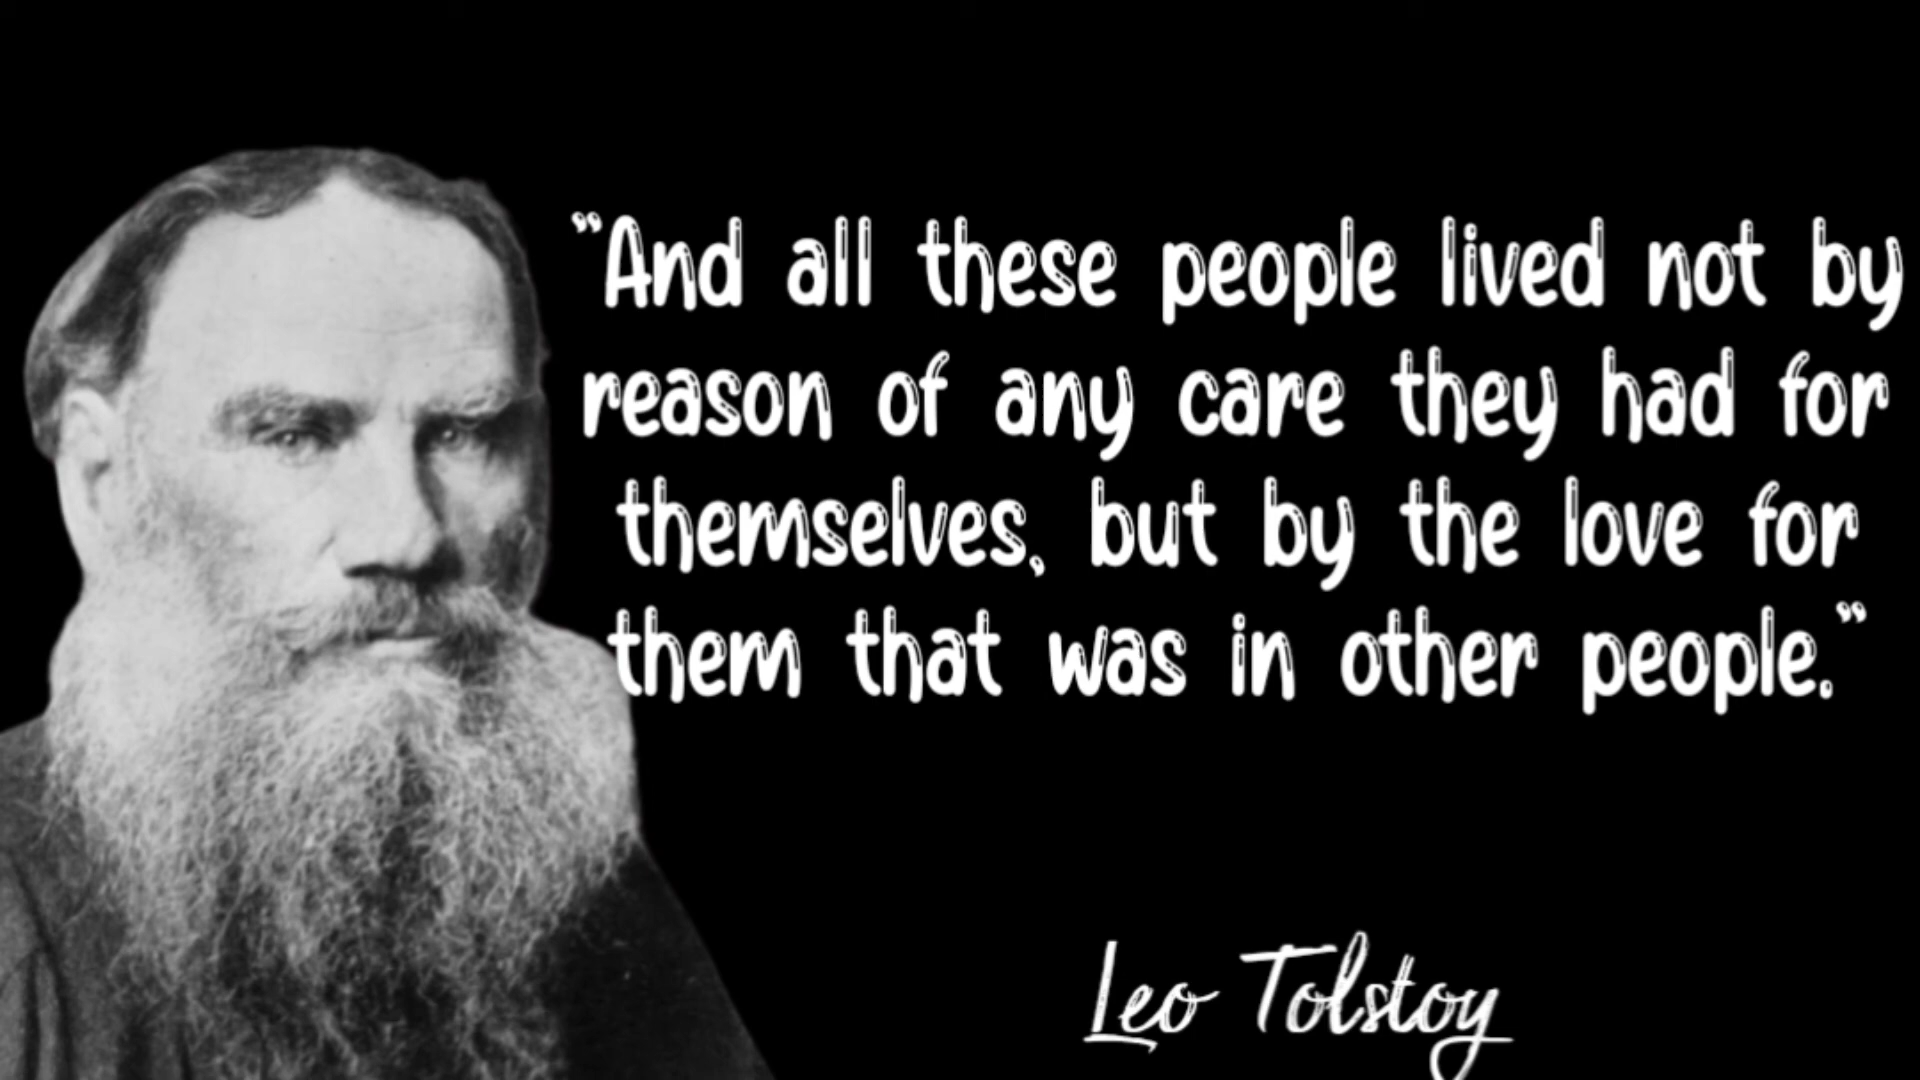 "And all these people lived not by
reason of any care they had for
themselves, but by the love for
them that was in other people."
Leo Tolstoy